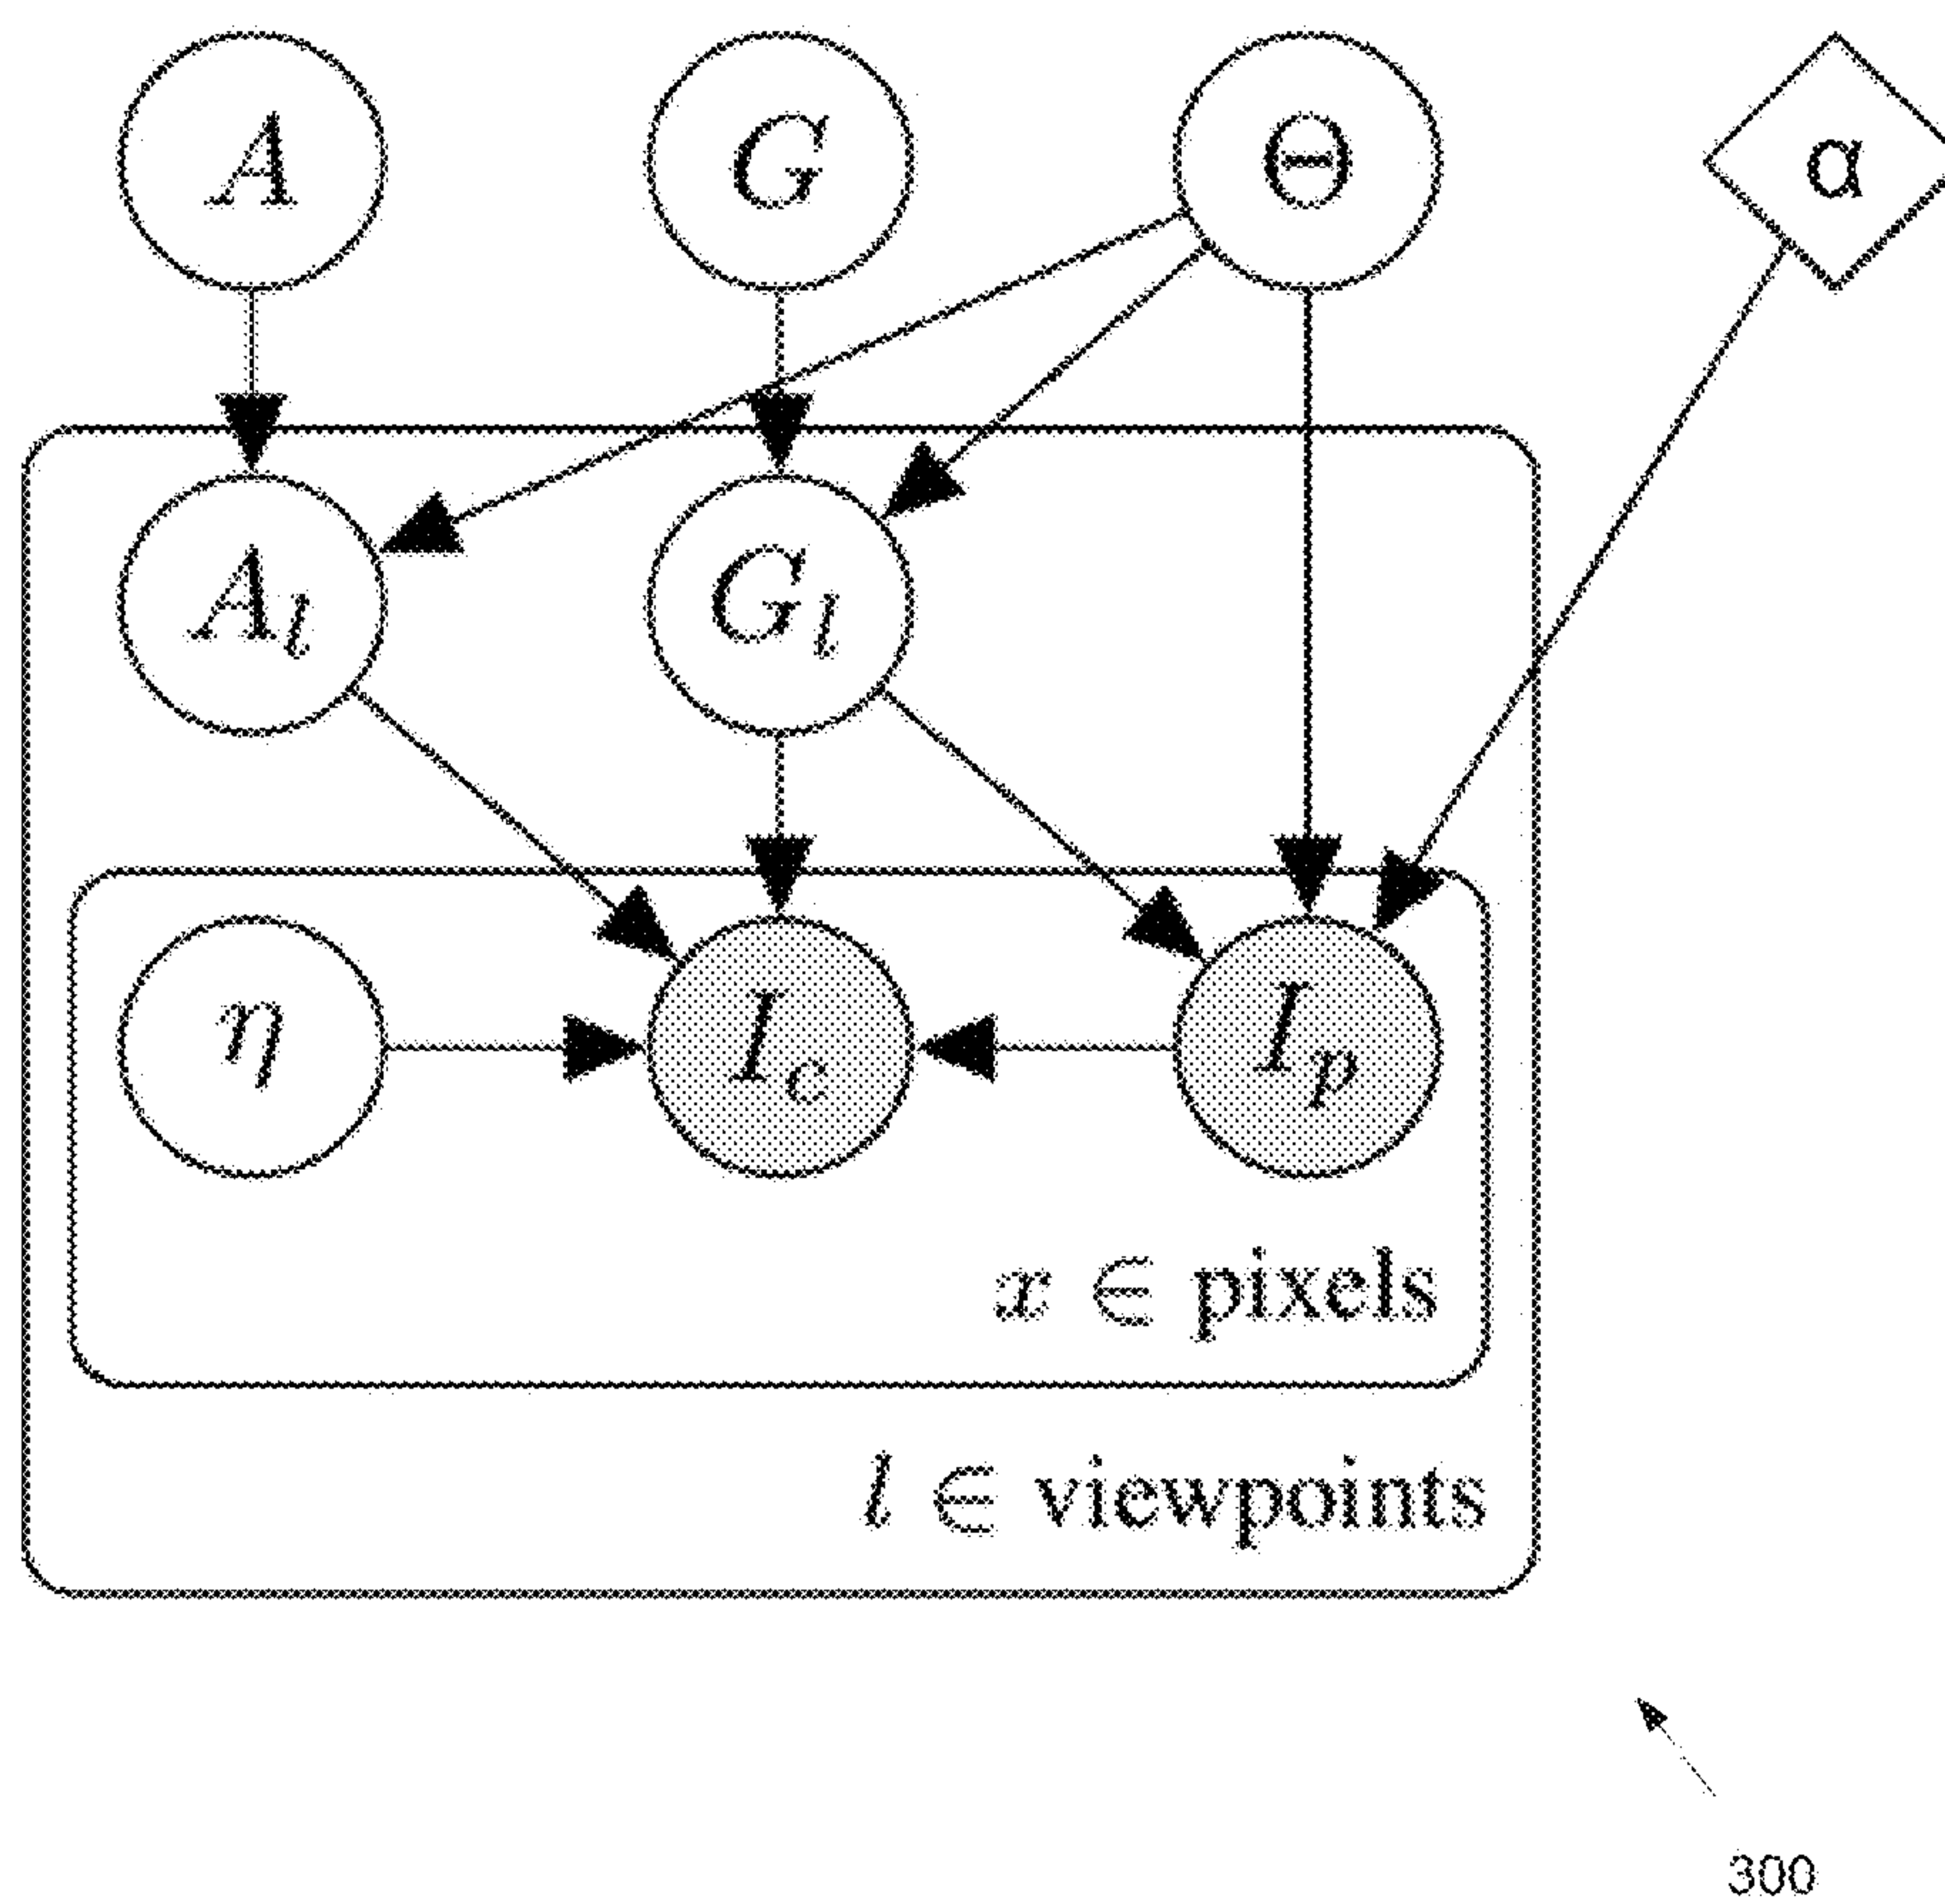 A G Θ α
A_l G_l
η I_c I_p
x ∈ pixels
l ∈ viewpoints
300